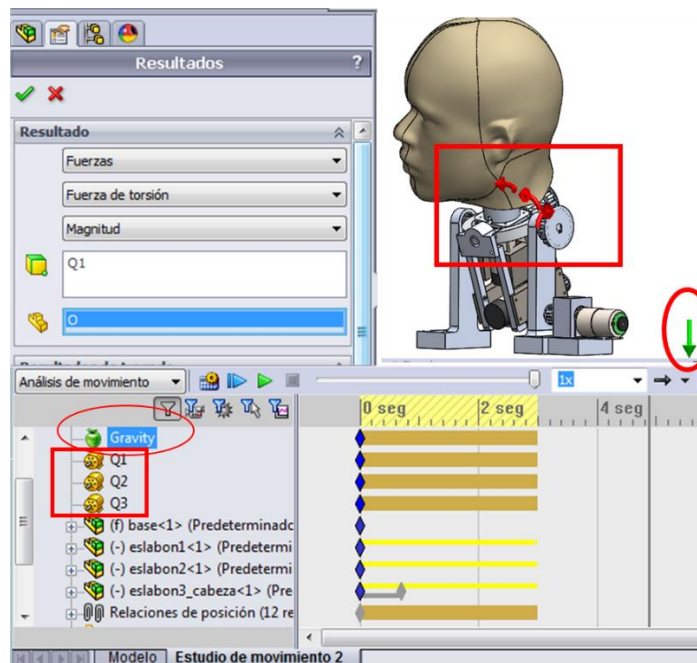 Resultados ?
Resultado
Fuerzas
Fuerza de torsión
Magnitud
Q1
O
Análisis de movimiento
1x
0 seg 2 seg 4 seg
Gravity
Q1
Q2
Q3
(f) base<1> (Predeterminadc
(-) eslabon1<1> (Predetermi
(-) eslabon2<1> (Predetermi
(-) eslabon3_cabeza<1> (Pre
Relaciones de posición (12 re
Modelo Estudio de movimiento 2